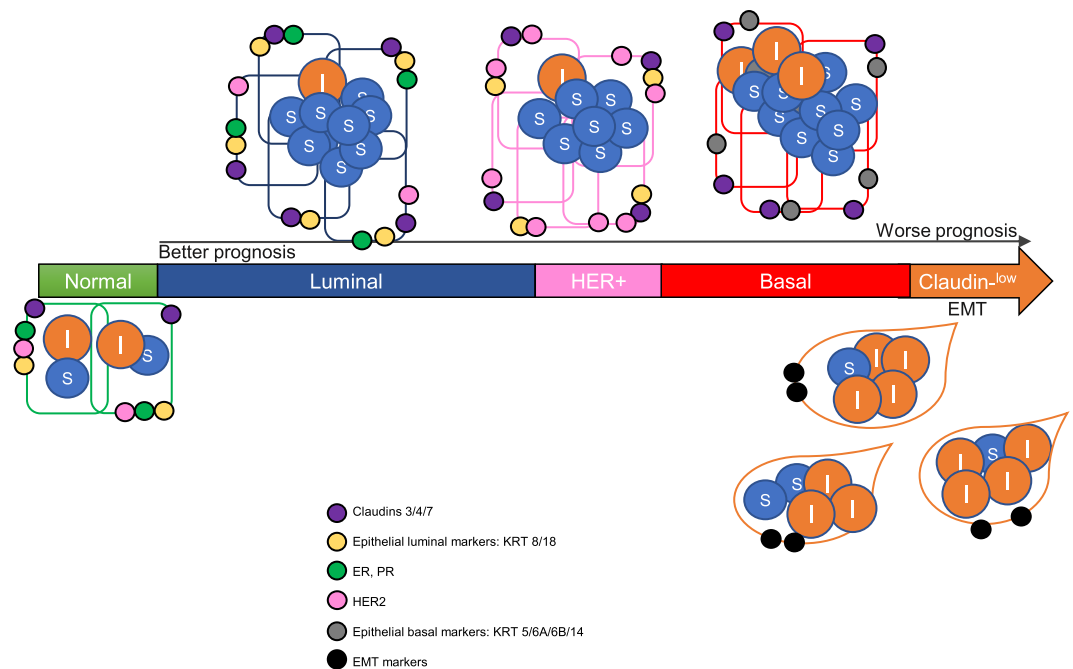 I
S
S
S
S
S
S
S
S
S
I
S
S
S
S
S
S
S
I
I
I
S
S
S
S
S
S
S
S
S
Worse prognosis
Better prognosis
Normal
Luminal
HER+
Basal
Claudin-low
EMT
I
S
I
S
I
I
S
I
I
I
S
I
I
I
S
I
S
I
I
Claudins 3/4/7
Epithelial luminal markers: KRT 8/18
ER, PR
HER2
Epithelial basal markers: KRT 5/6A/6B/14
EMT markers